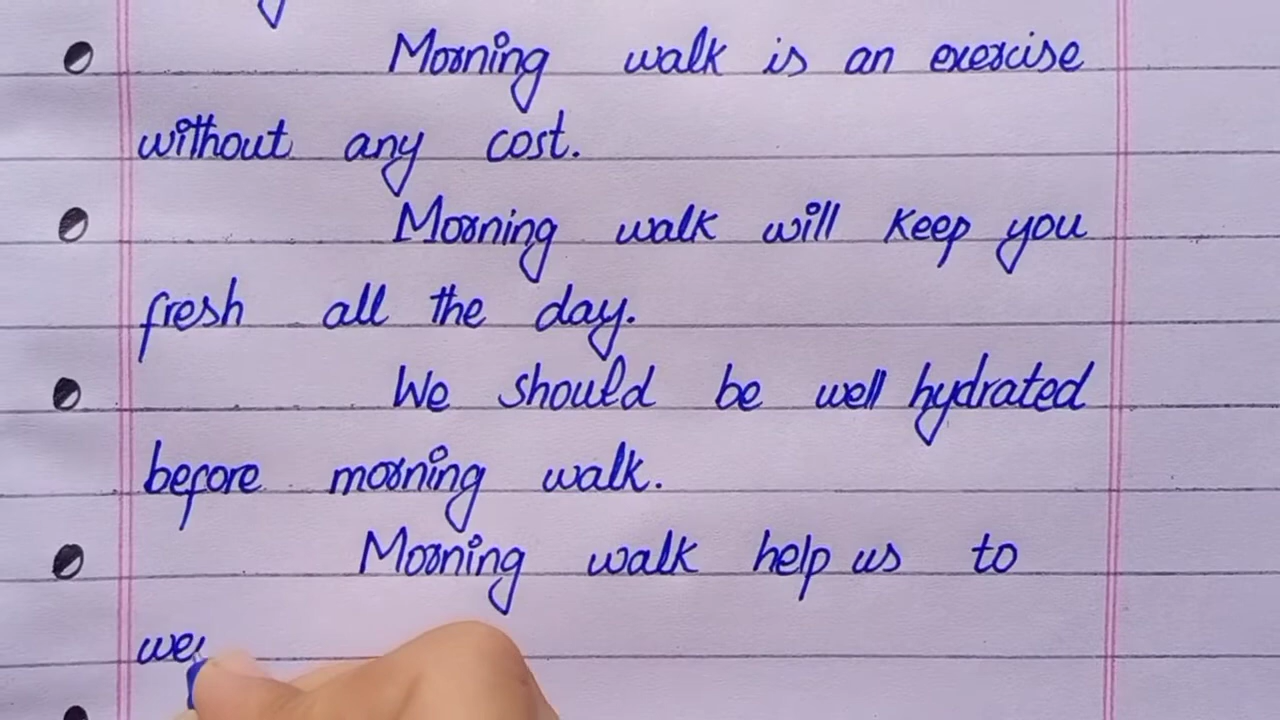 Morning walk is an exercise
without any cost.
Morning walk will keep you
fresh all the day.
We should be well hydrated
before morning walk.
Morning walk help us to